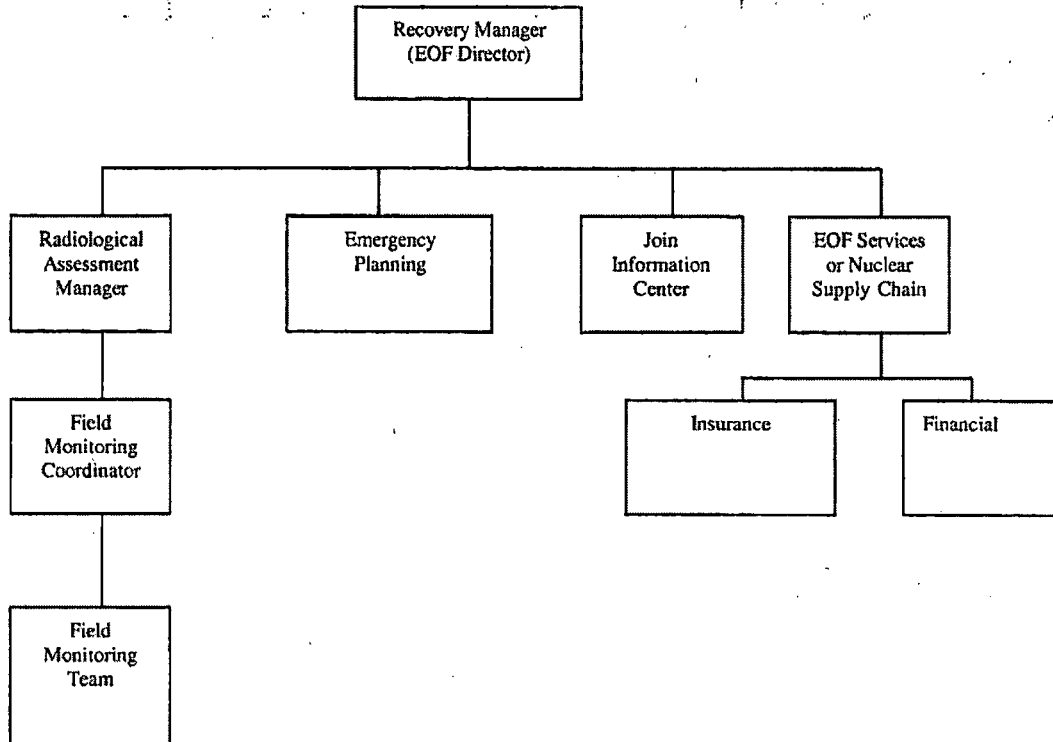 Recovery Manager
(EOF Director)
Radiological
Assessment
Manager
Emergency
Planning
Join
Information
Center
EOF Services
or Nuclear
Supply Chain
Field
Monitoring
Coordinator
Insurance
Financial
Field
Monitoring
Team